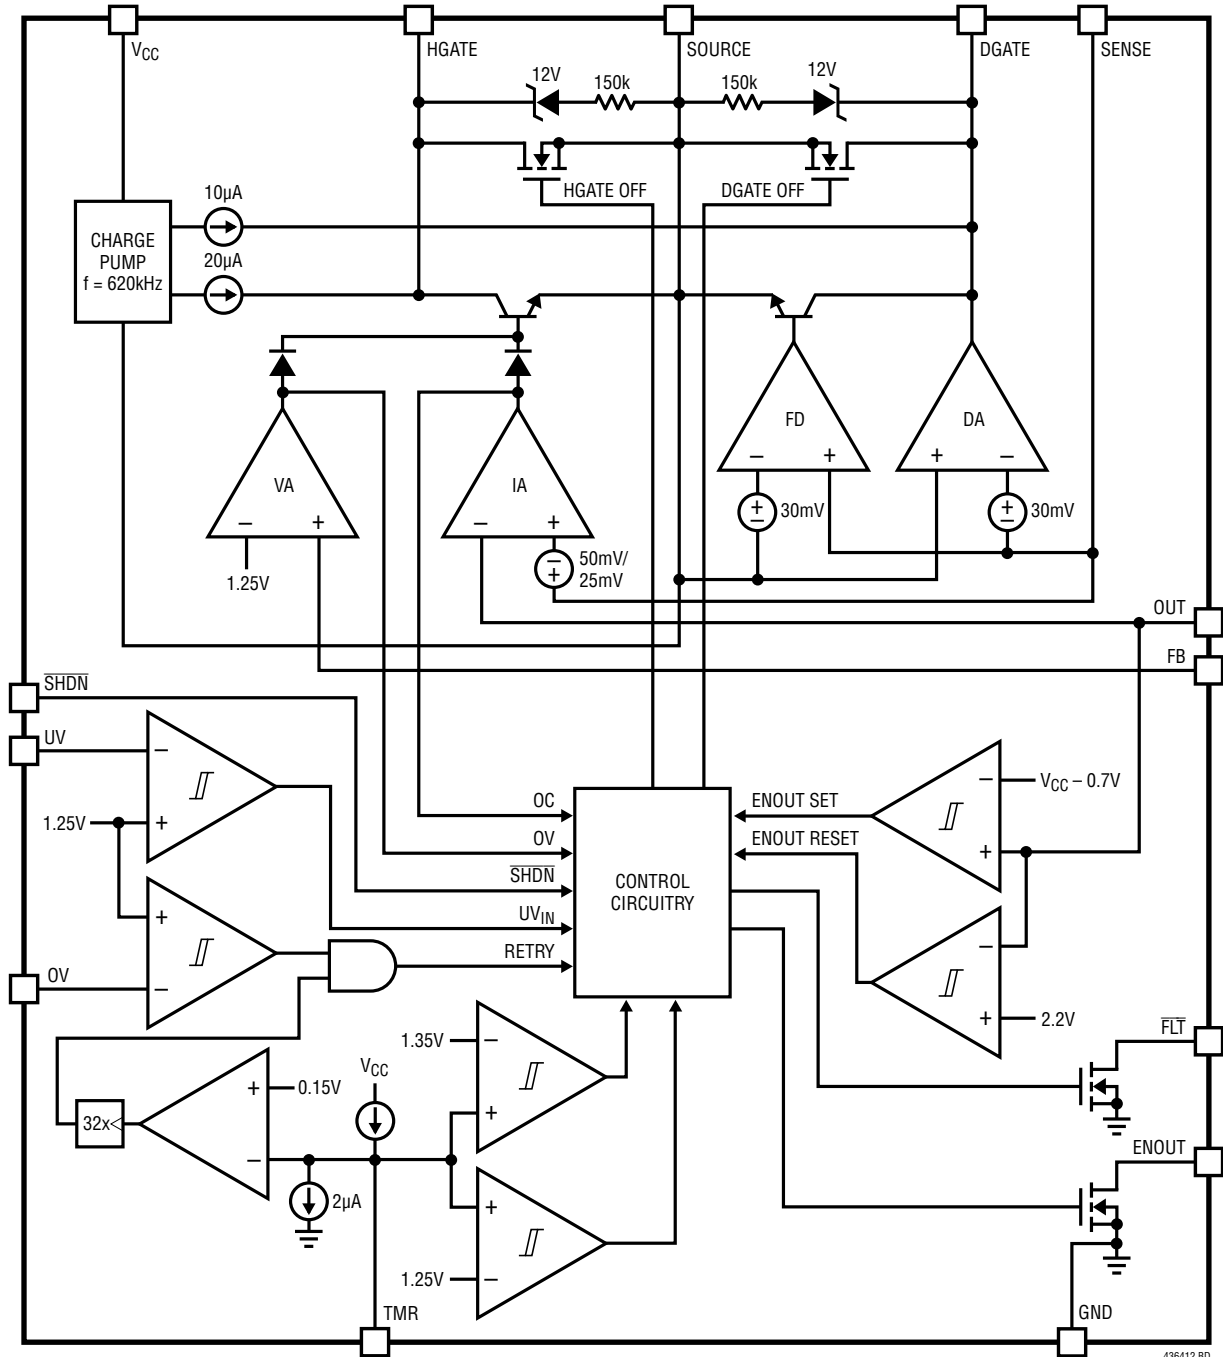 VCC
HGATE
SOURCE
DGATE
SENSE
12V
150k
150k
12V
HGATE OFF
DGATE OFF
10µA
CHARGE
PUMP
f = 620kHz
20µA
FD
DA
– +
+ –
VA
IA
– +
– +
+
–
30mV
+
–
30mV
1.25V
–
+
50mV/
25mV
OUT
FB
SHDN
UV
–
1.25V
+
+
OV
–
OC
OV
SHDN
UVIN
RETRY
CONTROL
CIRCUITRY
ENOUT SET
ENOUT RESET
–
VCC – 0.7V
+
–
+
2.2V
FLT
ENOUT
1.35V
–
+
VCC
+
0.15V
32x
–
2µA
+
1.25V
–
TMR
GND
436412 BD